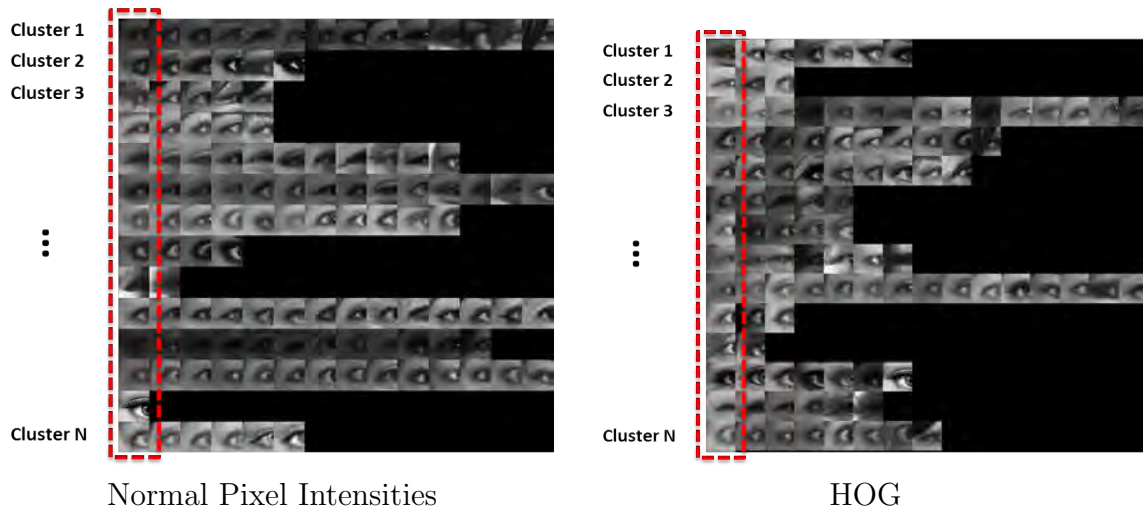 Cluster 1
Cluster 2
Cluster 3
⋮
Cluster N
Normal Pixel Intensities
Cluster 1
Cluster 2
Cluster 3
⋮
Cluster N
HOG